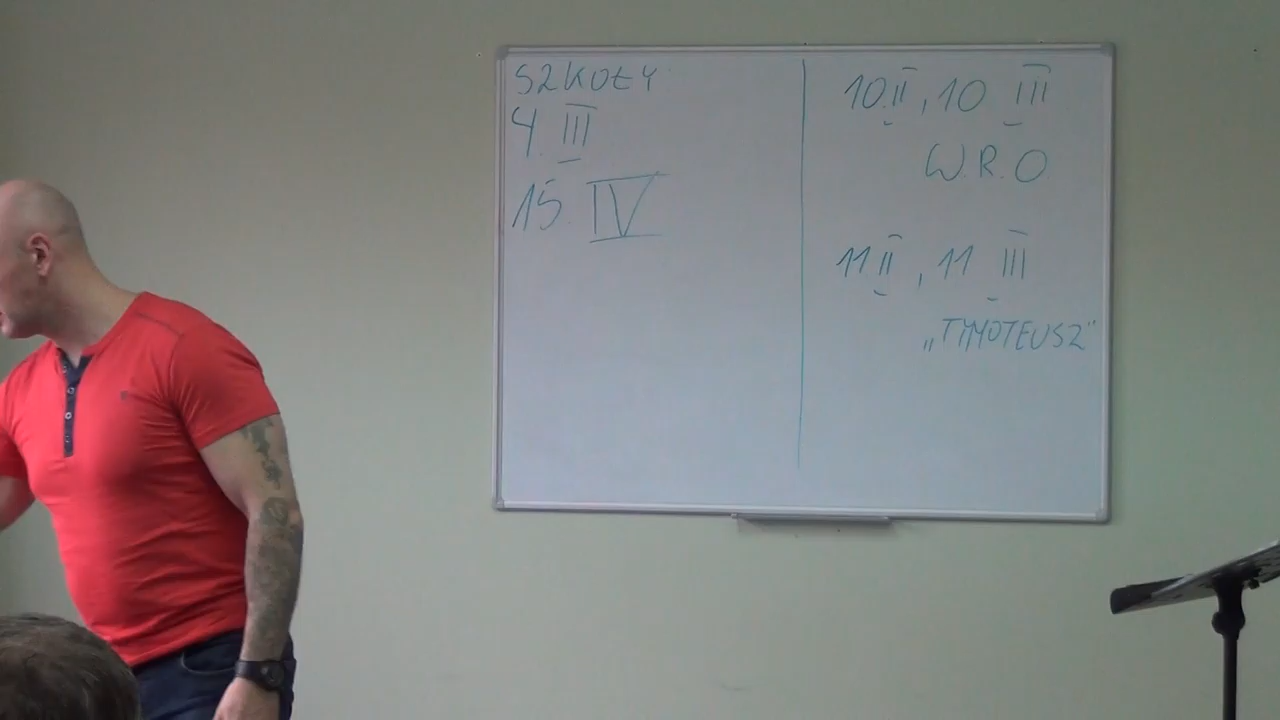 SZKOŁY
4. III
15. IV
10.II, 10 III
W.R.O
11 II, 11 III
„TYMOTEUSZ"